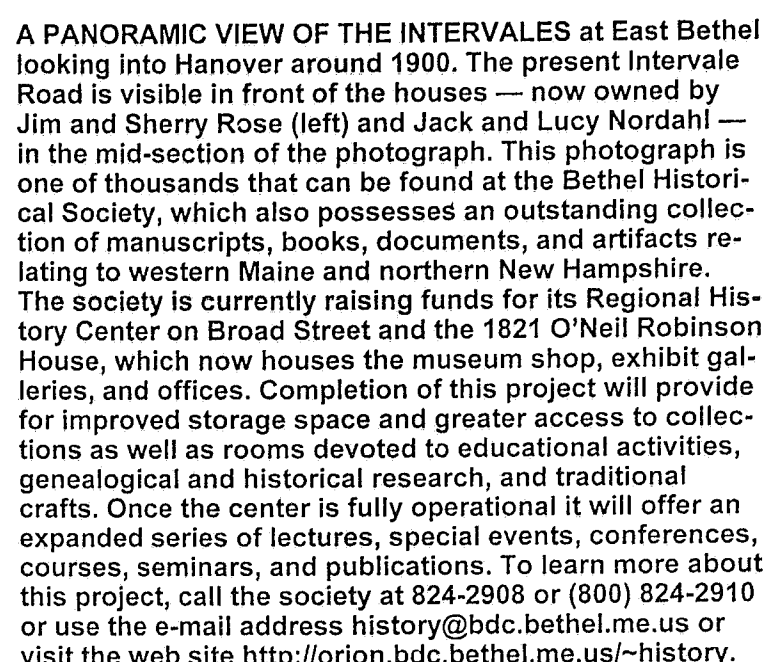 A PANORAMIC VIEW OF THE INTERVALES at East Bethel
looking into Hanover around 1900. The present Intervale
Road is visible in front of the houses — now owned by
Jim and Sherry Rose (left) and Jack and Lucy Nordahl —
in the mid-section of the photograph. This photograph is
one of thousands that can be found at the Bethel Histori-
cal Society, which also possesses an outstanding collec-
tion of manuscripts, books, documents, and artifacts re-
lating to western Maine and northern New Hampshire.
The society is currently raising funds for its Regional His-
tory Center on Broad Street and the 1821 O'Neil Robinson
House, which now houses the museum shop, exhibit gal-
leries, and offices. Completion of this project will provide
for improved storage space and greater access to collec-
tions as well as rooms devoted to educational activities,
genealogical and historical research, and traditional
crafts. Once the center is fully operational it will offer an
expanded series of lectures, special events, conferences,
courses, seminars, and publications. To learn more about
this project, call the society at 824-2908 or (800) 824-2910
or use the e-mail address history@bdc.bethel.me.us or
visit the web site http://orion.bdc.bethel.me.us/~history.